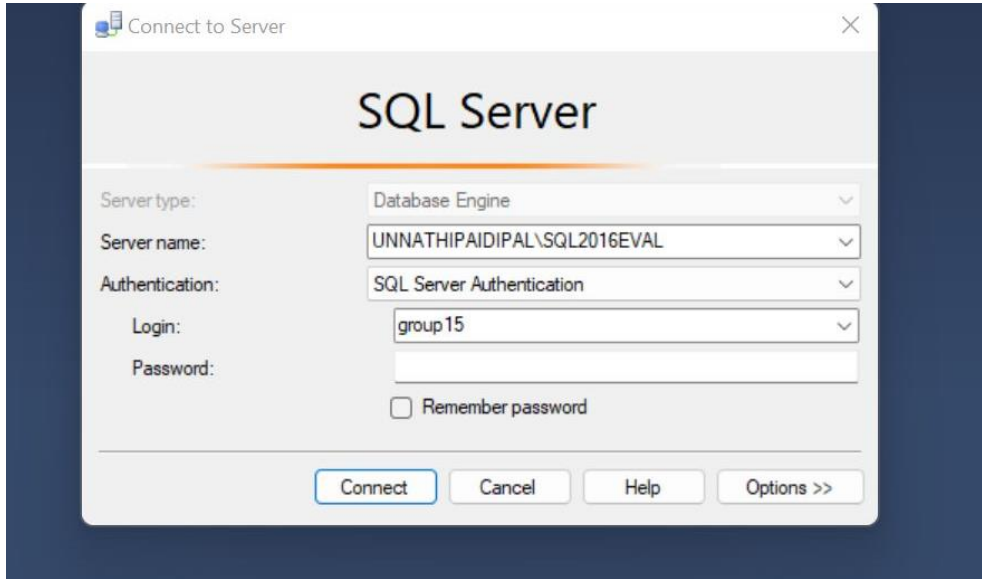 Connect to Server
SQL Server
Server type: Database Engine
Server name: UNNATHIPAIDIPAL\SQL2016EVAL
Authentication: SQL Server Authentication
Login: group15
Password:
Remember password
Connect Cancel Help Options >>